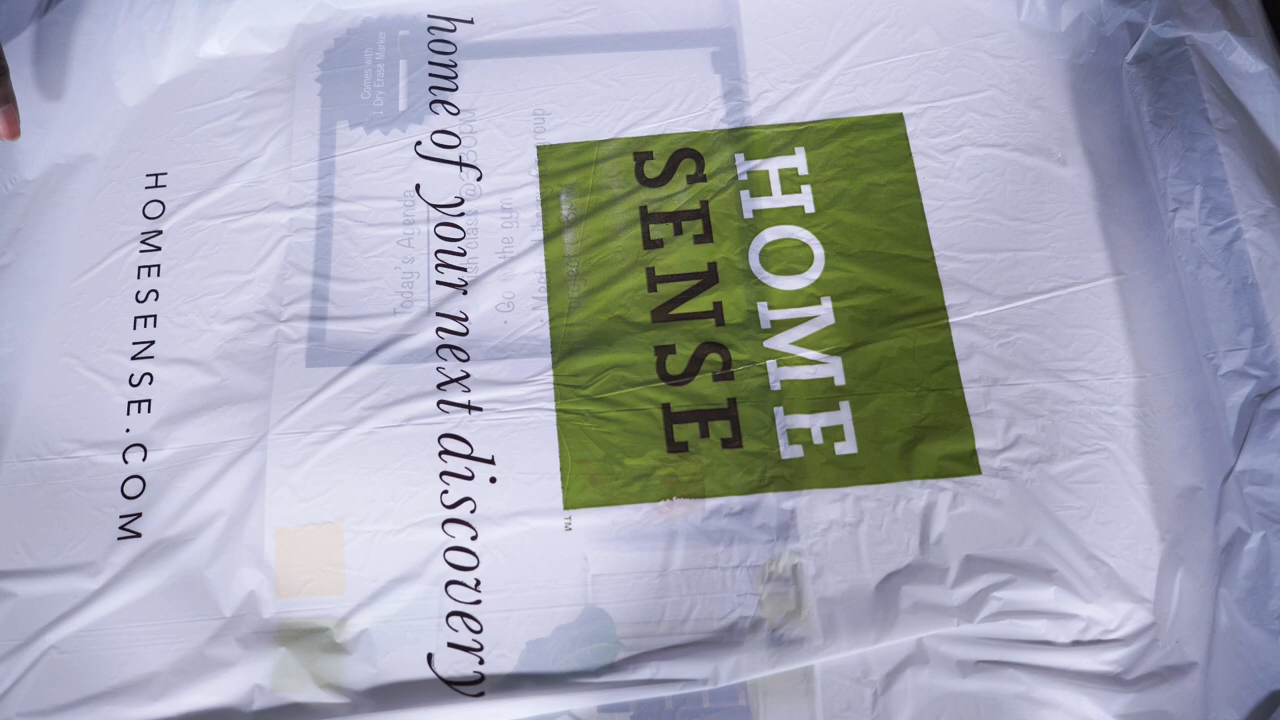 HOME
SENSE
TM
home of your next discovery
HOMESENSE.COM
Comes with
1 Dry Erase Marker
Today's Agenda
· Go the gym